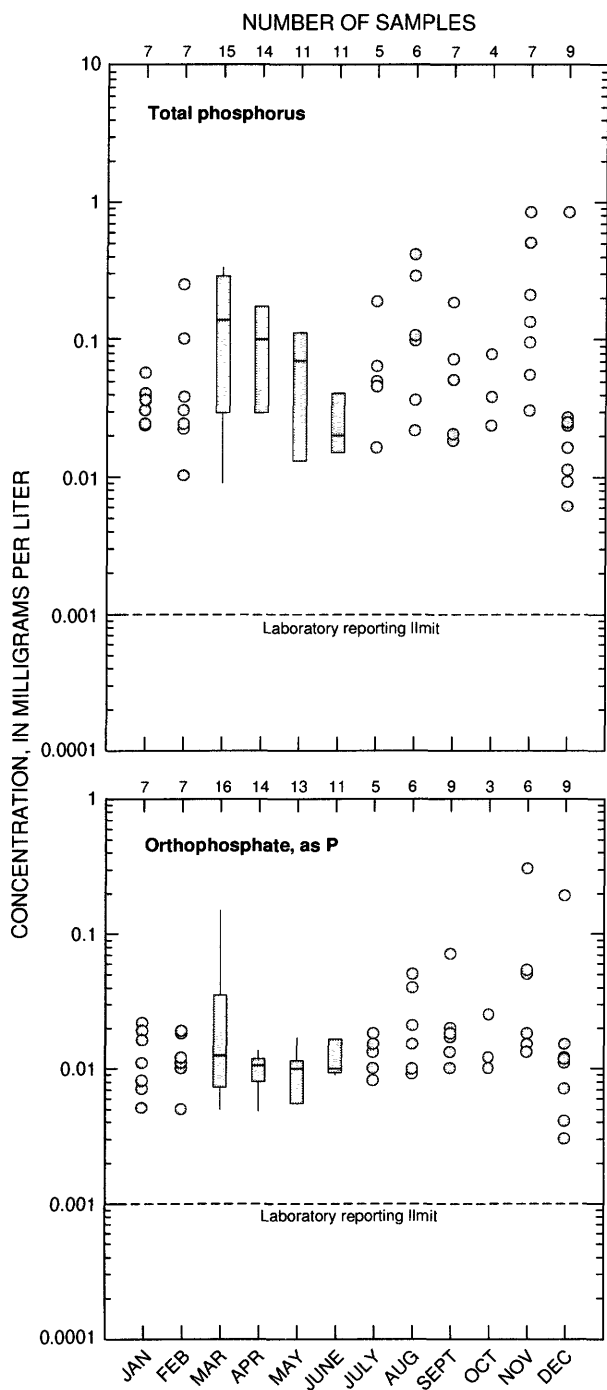 NUMBER OF SAMPLES
7 7 15 14 11 11 5 6 7 4 7 9
10
Total phosphorus
1
0.1
0.01
0.001
Laboratory reporting limit
0.0001
CONCENTRATION, IN MILLIGRAMS PER LITER
7 7 16 14 13 11 5 6 9 3 6 9
1
Orthophosphate, as P
0.1
0.01
0.001
Laboratory reporting limit
0.0001
JAN FEB MAR APR MAY JUNE JULY AUG SEPT OCT NOV DEC